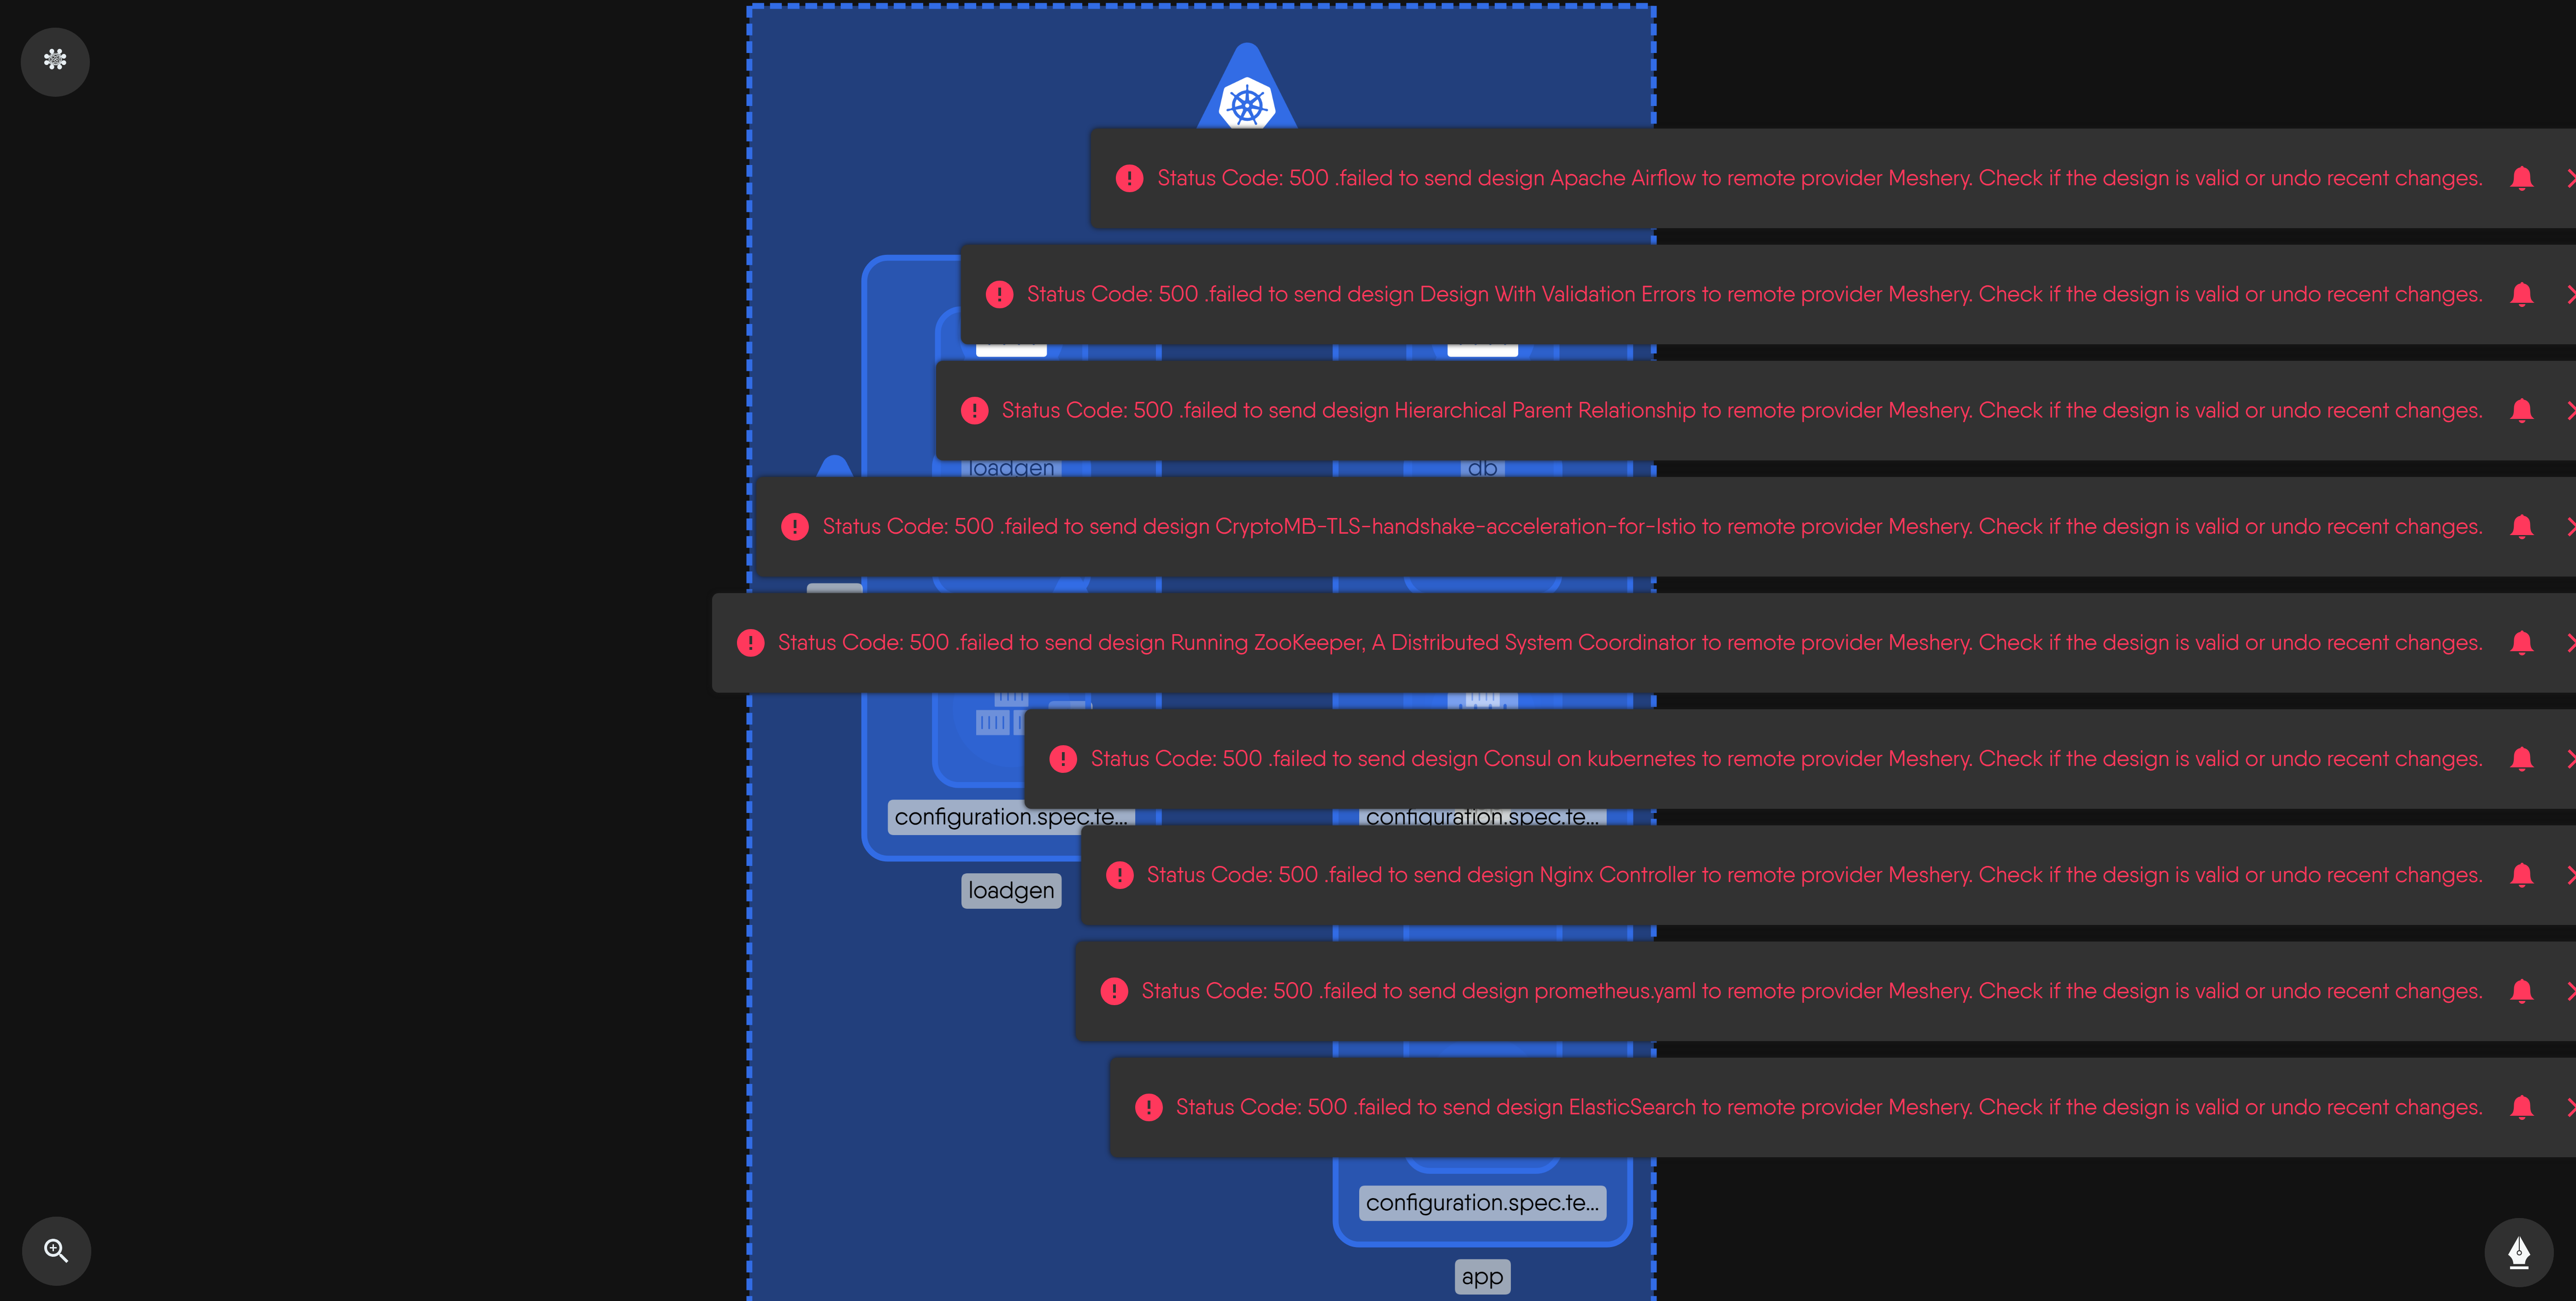 Status Code: 500 .failed to send design Apache Airflow to remote provider Meshery. Check if the design is valid or undo recent changes.
Status Code: 500 .failed to send design Design With Validation Errors to remote provider Meshery. Check if the design is valid or undo recent changes.
Status Code: 500 .failed to send design Hierarchical Parent Relationship to remote provider Meshery. Check if the design is valid or undo recent changes.
loadgen
db
Status Code: 500 .failed to send design CryptoMB-TLS-handshake-acceleration-for-Istio to remote provider Meshery. Check if the design is valid or undo recent changes.
Status Code: 500 .failed to send design Running ZooKeeper, A Distributed System Coordinator to remote provider Meshery. Check if the design is valid or undo recent changes.
Status Code: 500 .failed to send design Consul on kubernetes to remote provider Meshery. Check if the design is valid or undo recent changes.
configuration.spec.te...
configuration.spec.te...
Status Code: 500 .failed to send design Nginx Controller to remote provider Meshery. Check if the design is valid or undo recent changes.
loadgen
Status Code: 500 .failed to send design prometheus.yaml to remote provider Meshery. Check if the design is valid or undo recent changes.
Status Code: 500 .failed to send design ElasticSearch to remote provider Meshery. Check if the design is valid or undo recent changes.
configuration.spec.te...
app